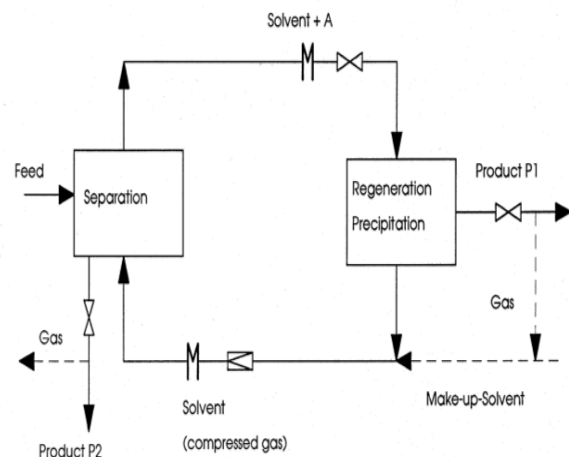 Solvent + A
Feed
Separation
Regeneration
Precipitation
Product P1
Gas
Gas
Make-up-Solvent
Solvent
(compressed gas)
Product P2